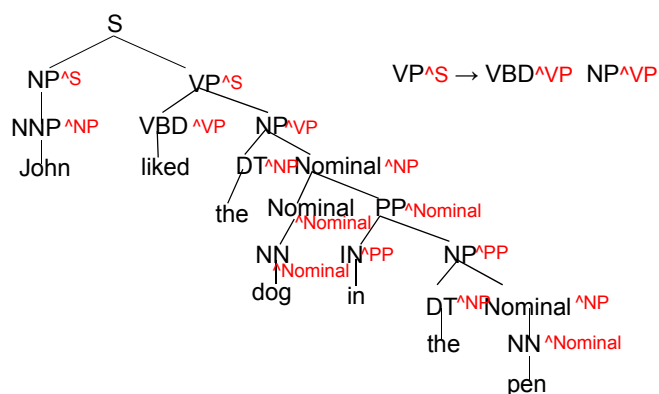 S
NP^S VP^S VP^S → VBD^VP NP^VP
NNP^NP VBD^VP NP^VP
John liked DT^NP Nominal^NP
the Nominal^Nominal PP^Nominal
NN^Nominal IN^PP NP^PP
dog in DT^NP Nominal^NP
the NN^Nominal
pen